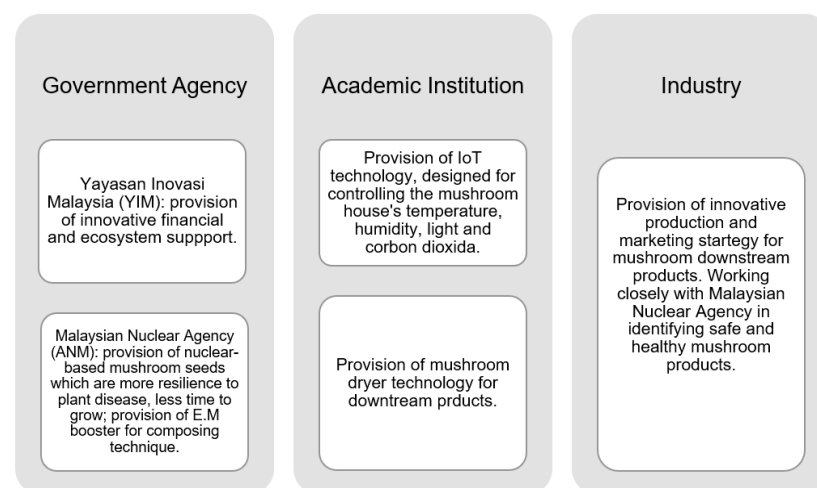 Government Agency
Yayasan Inovasi
Malaysia (YIM): provision
of innovative financial
and ecosystem suppport.
Malaysian Nuclear Agency
(ANM): provision of nuclear-
based mushroom seeds
which are more resilience to
plant disease, less time to
grow; provision of E.M
booster for composing
technique.
Academic Institution
Provision of IoT
technology, designed for
controlling the mushroom
house's temperature,
humidity, light and
corbon dioxida.
Provision of mushroom
dryer technology for
downtream prducts.
Industry
Provision of innovative
production and
marketing startegy for
mushroom downstream
products. Working
closely with Malaysian
Nuclear Agency in
identifying safe and
healthy mushroom
products.